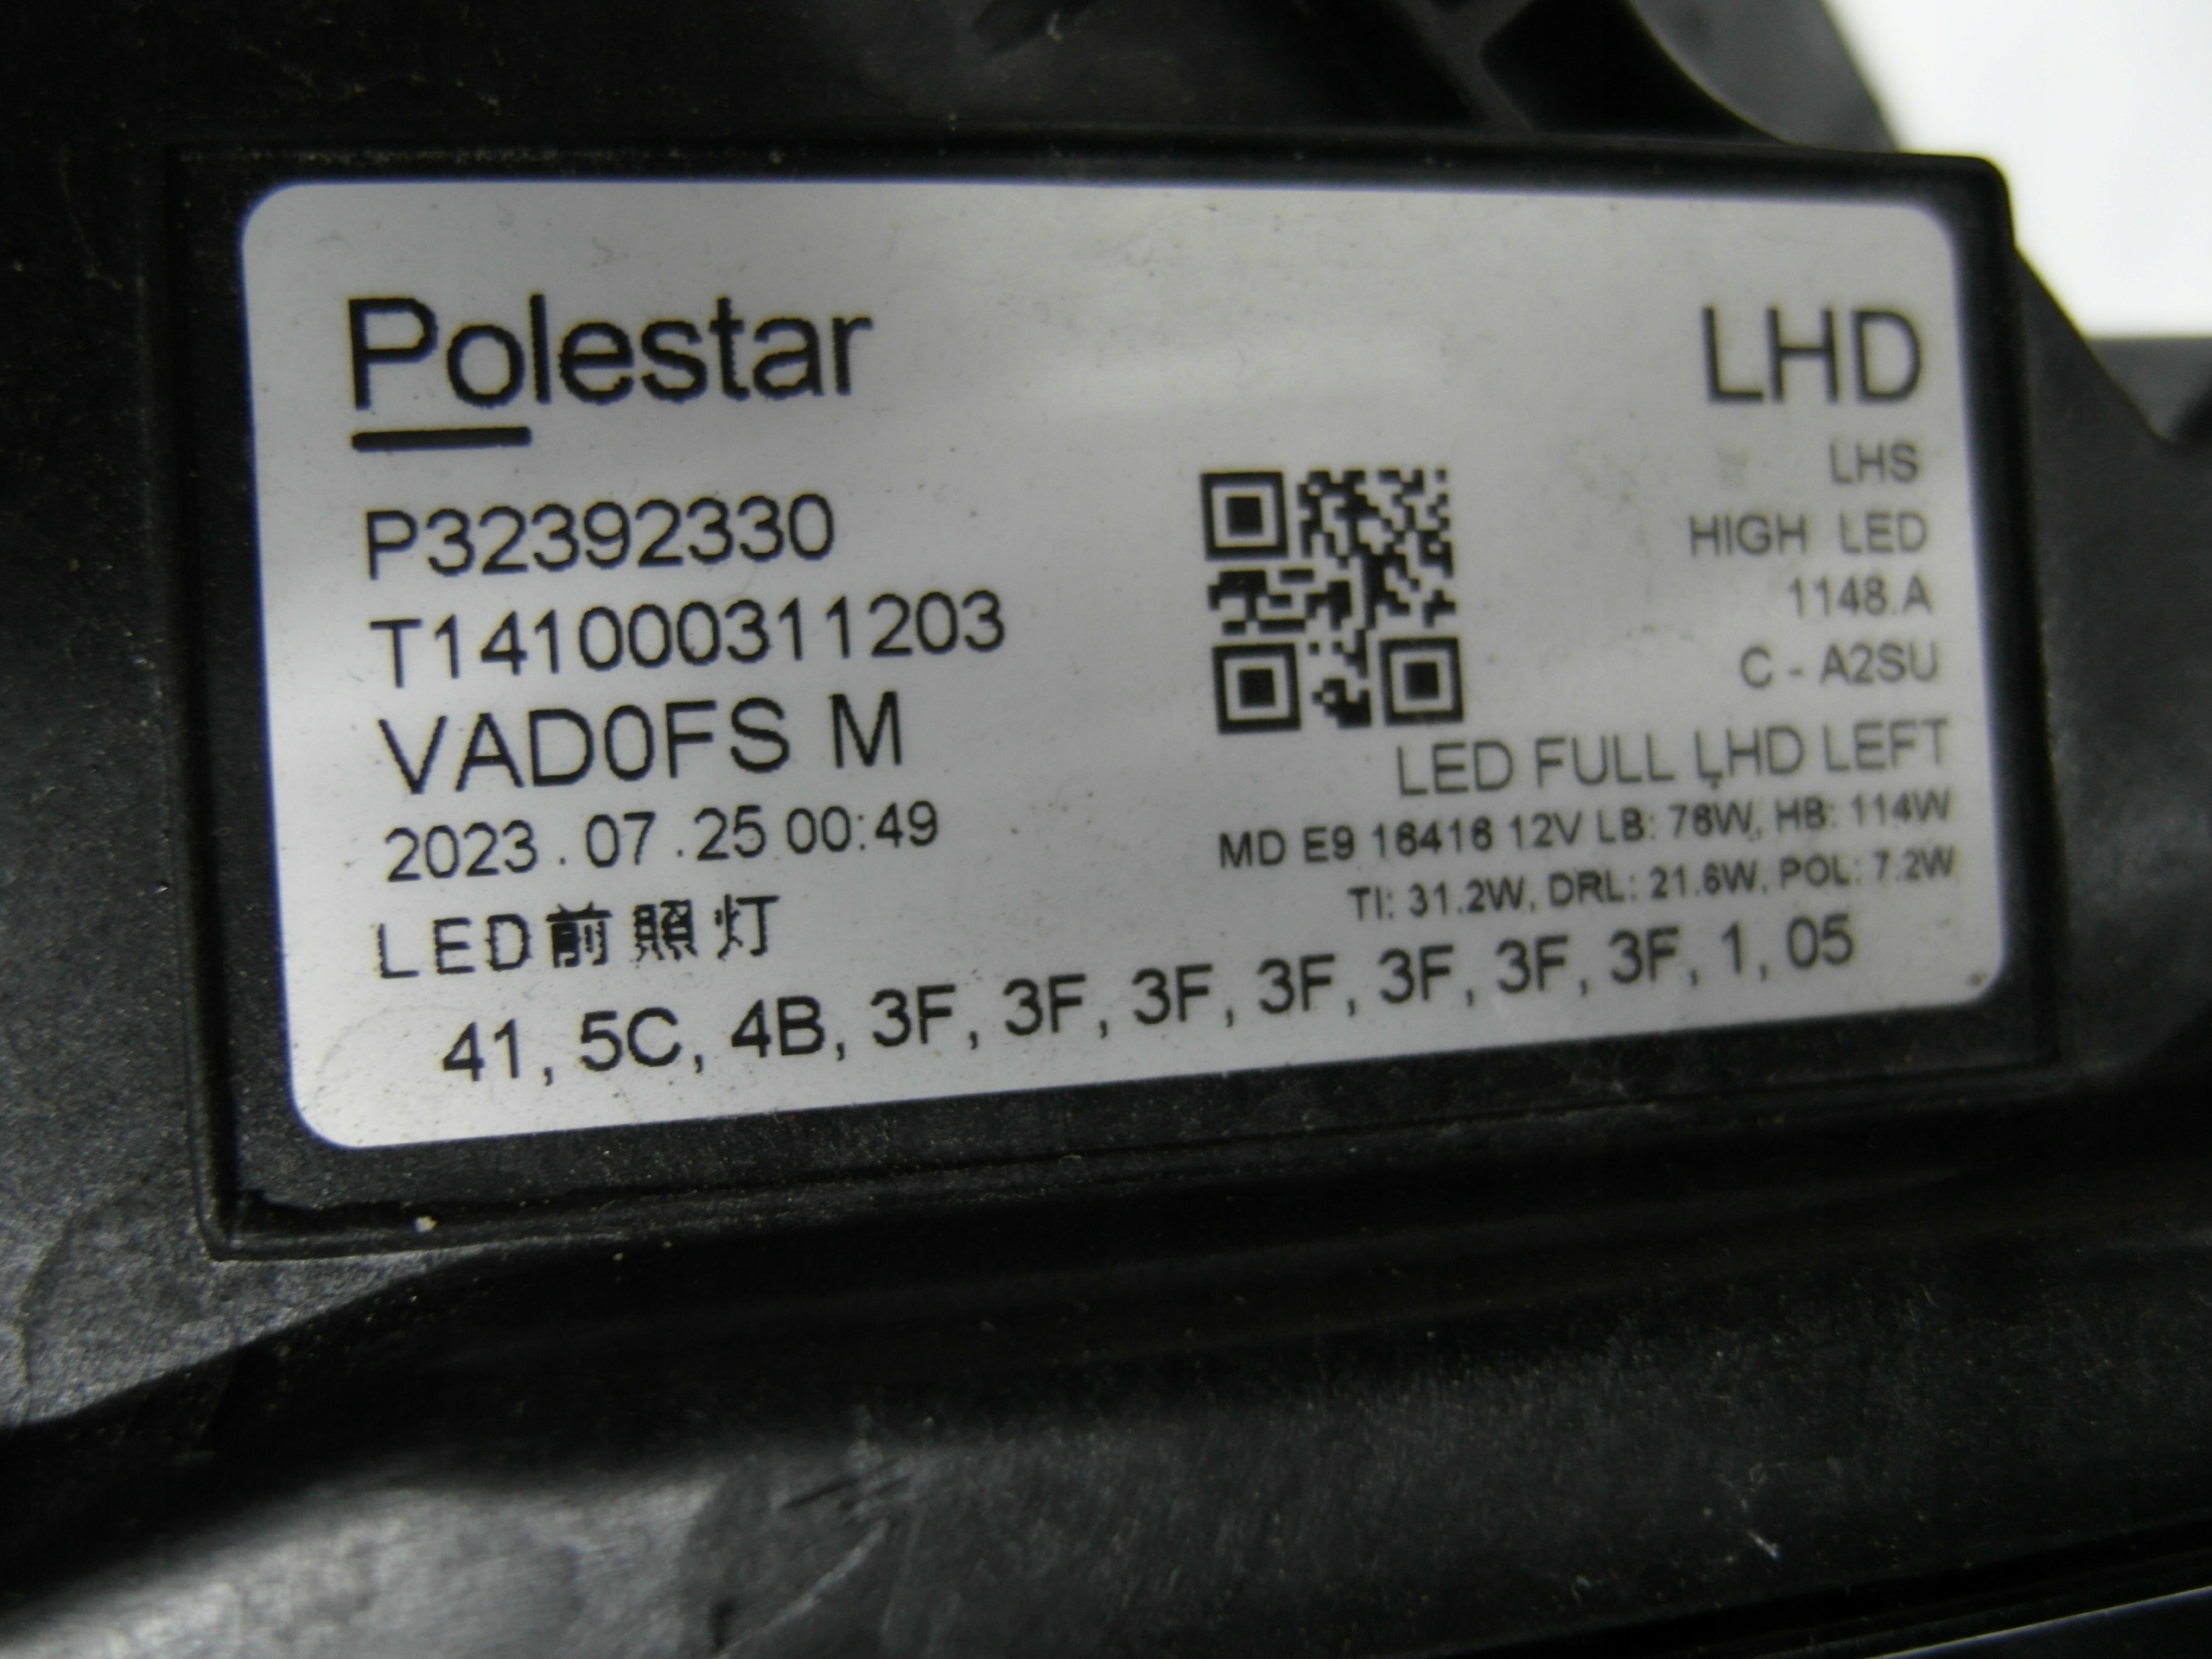 Polestar
LHD
P32392330
T141000311203
VAD0FS M
2023.07.25 00:49
LED前照灯
LHS
HIGH LED
1148.A
C - A2SU
LED FULL LHD LEFT
MD E9 16416 12V LB: 76W, HB: 114W
TI: 31.2W, DRL: 21.6W, POL: 7.2W
41, 5C, 4B, 3F, 3F, 3F, 3F, 3F, 3F, 3F, 1, 05